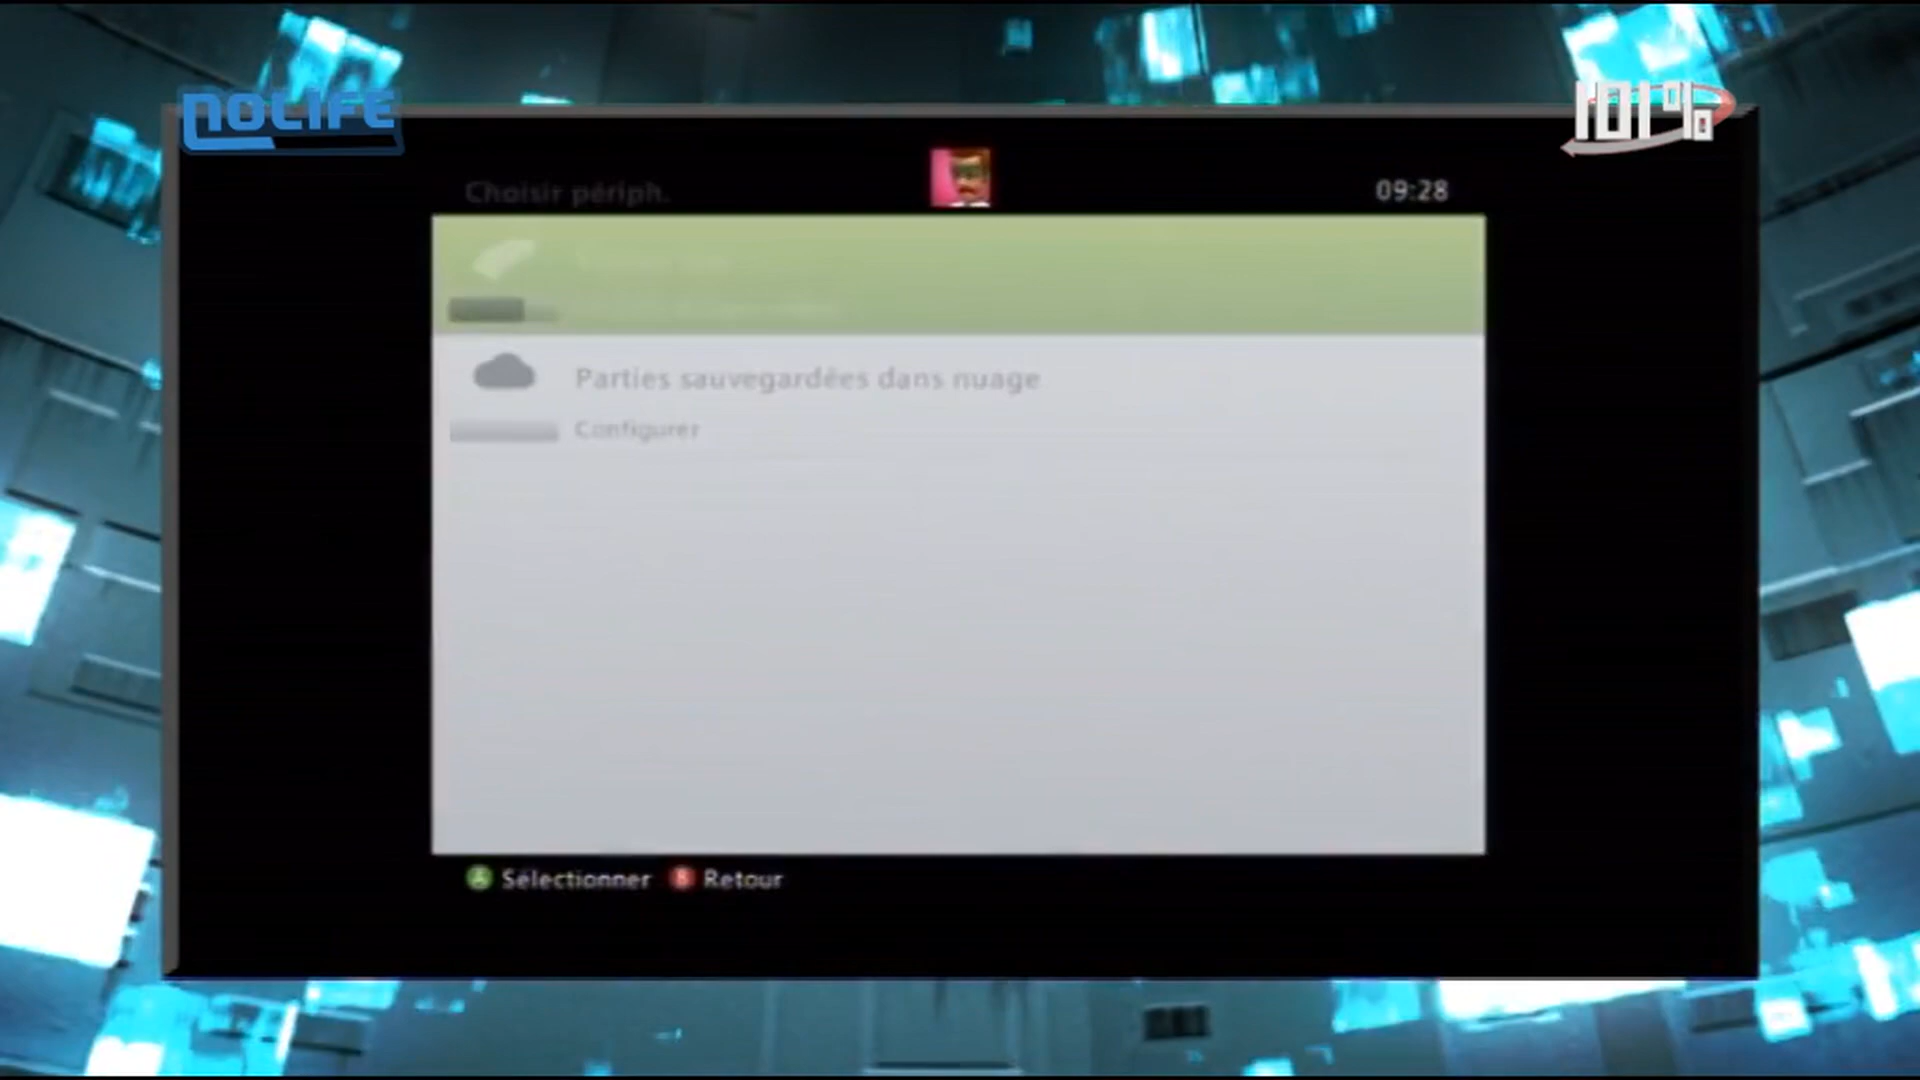 NOLIFE
101%
Choisir périph.
09:28
Parties sauvegardées dans nuage
Configurer
A Sélectionner B Retour